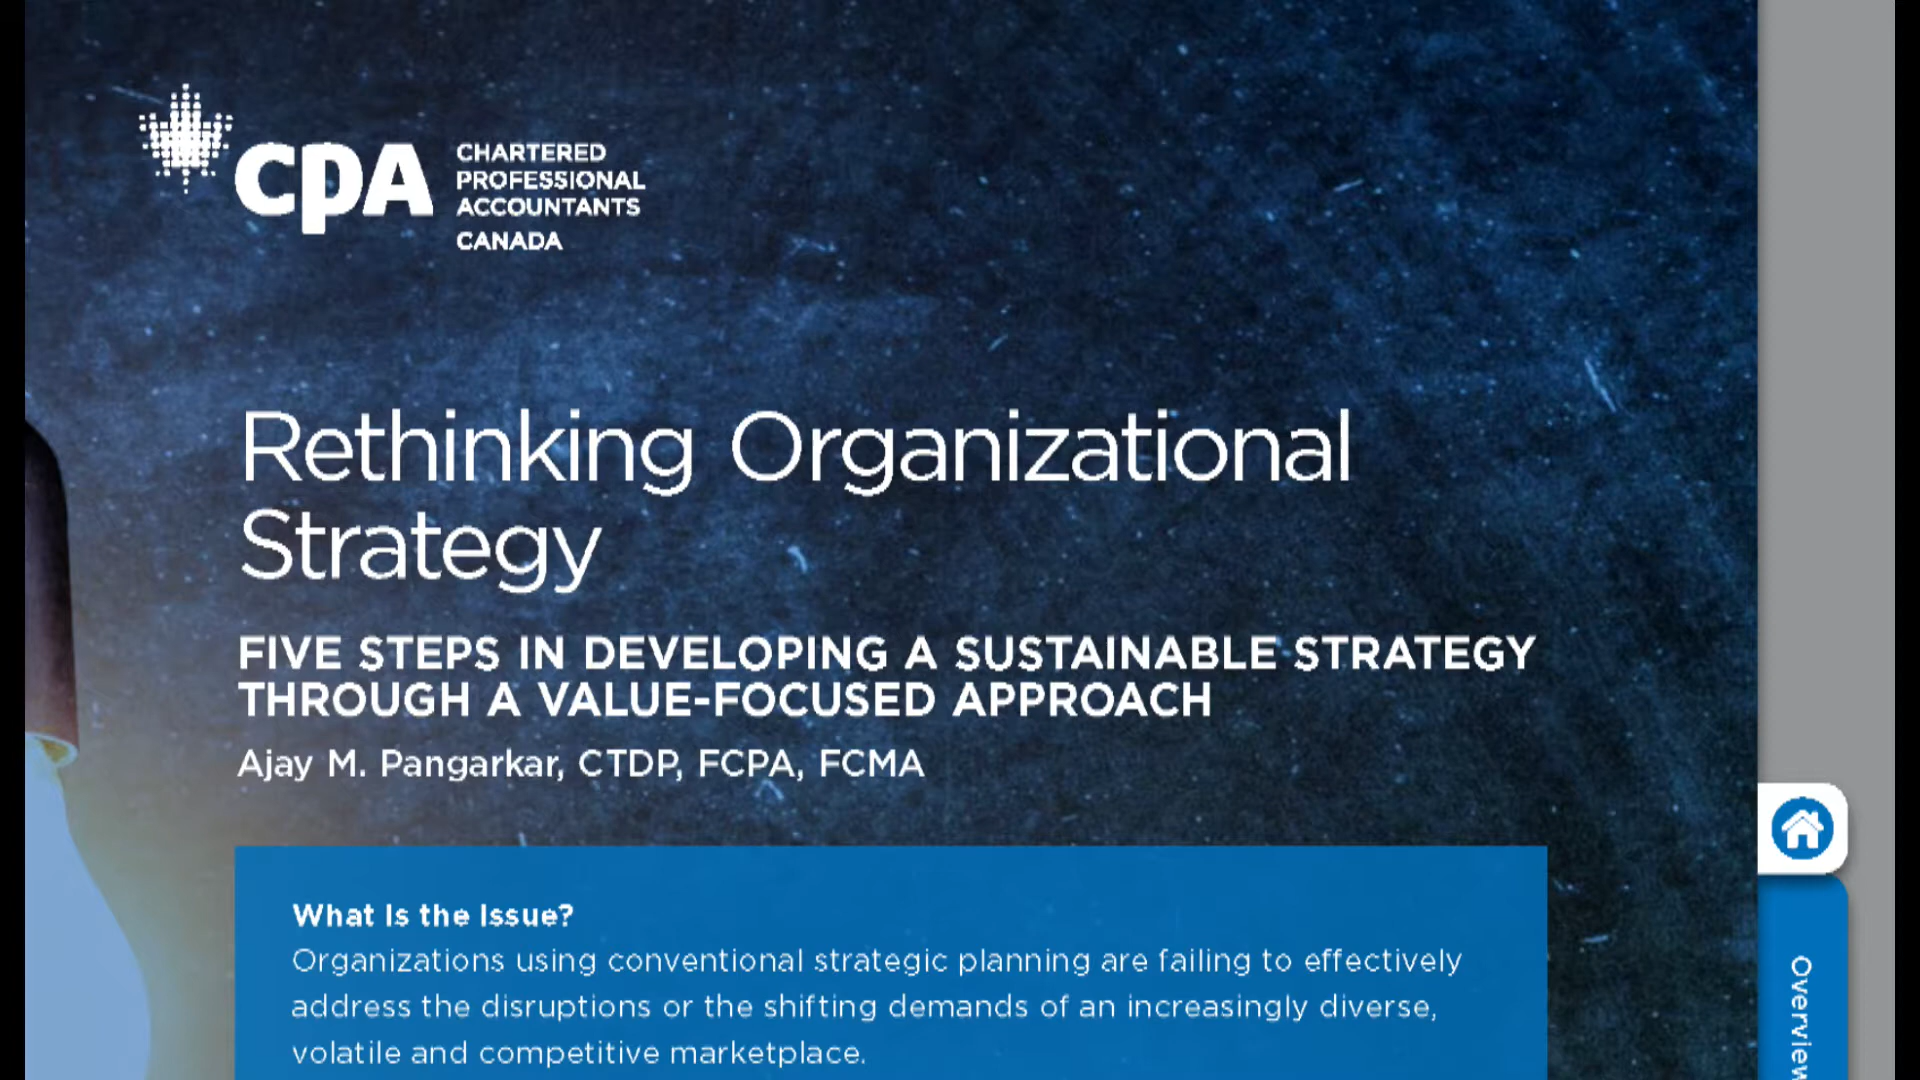 cpa
CHARTERED
PROFESSIONAL
ACCOUNTANTS
CANADA
Rethinking Organizational
Strategy
FIVE STEPS IN DEVELOPING A SUSTAINABLE STRATEGY
THROUGH A VALUE-FOCUSED APPROACH
Ajay M. Pangarkar, CTDP, FCPA, FCMA
What Is the Issue?
Organizations using conventional strategic planning are failing to effectively
address the disruptions or the shifting demands of an increasingly diverse,
volatile and competitive marketplace.
Overview